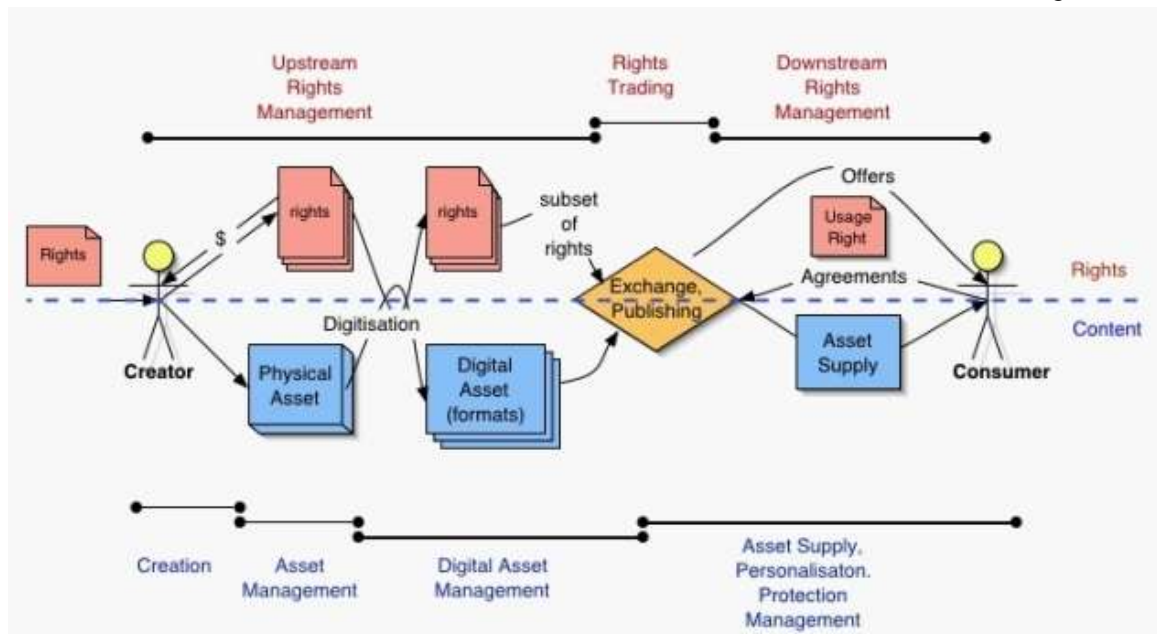 Upstream
Rights
Management
Rights
Trading
Downstream
Rights
Management
Rights
$
rights
rights
subset
of
rights
Offers
Usage
Right
Agreements
Exchange,
Publishing
Rights
Content
Digitisation
Creator
Physical
Asset
Digital
Asset
(formats)
Asset
Supply
Consumer
Creation
Asset
Management
Digital Asset
Management
Asset Supply,
Personalisaton.
Protection
Management